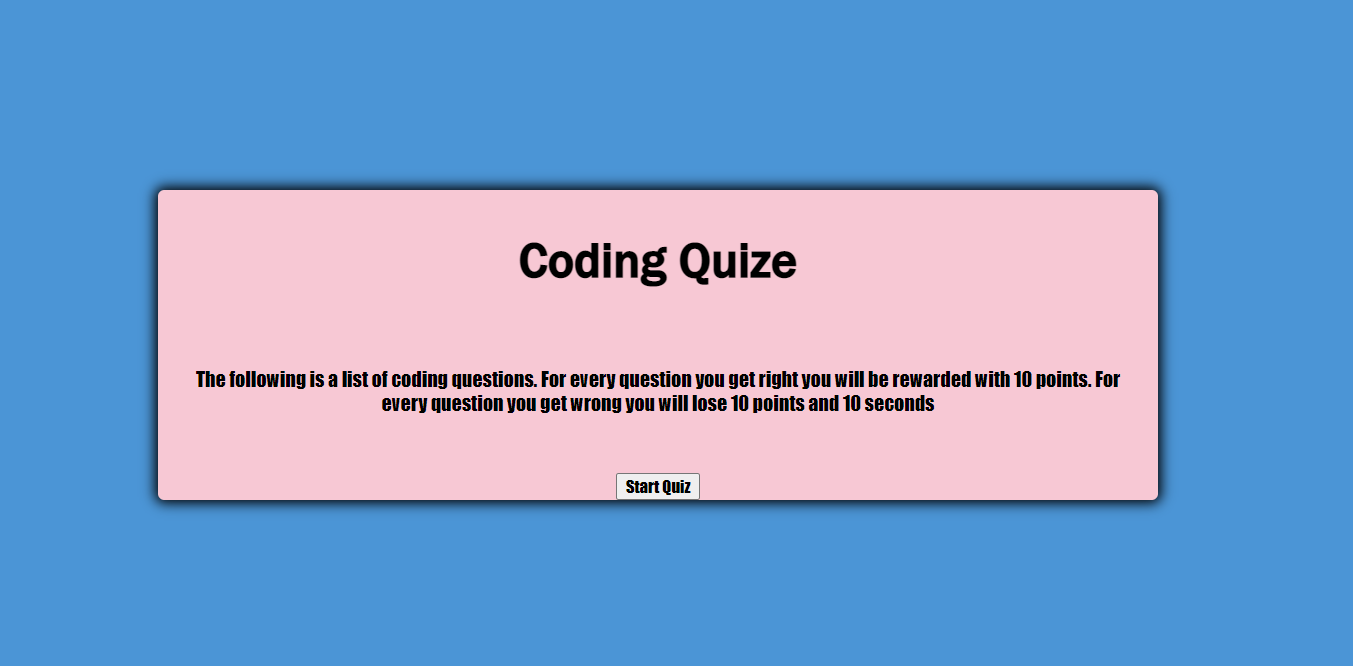 Coding Quize
The following is a list of coding questions. For every question you get right you will be rewarded with 10 points. For
every question you get wrong you will lose 10 points and 10 seconds
Start Quiz